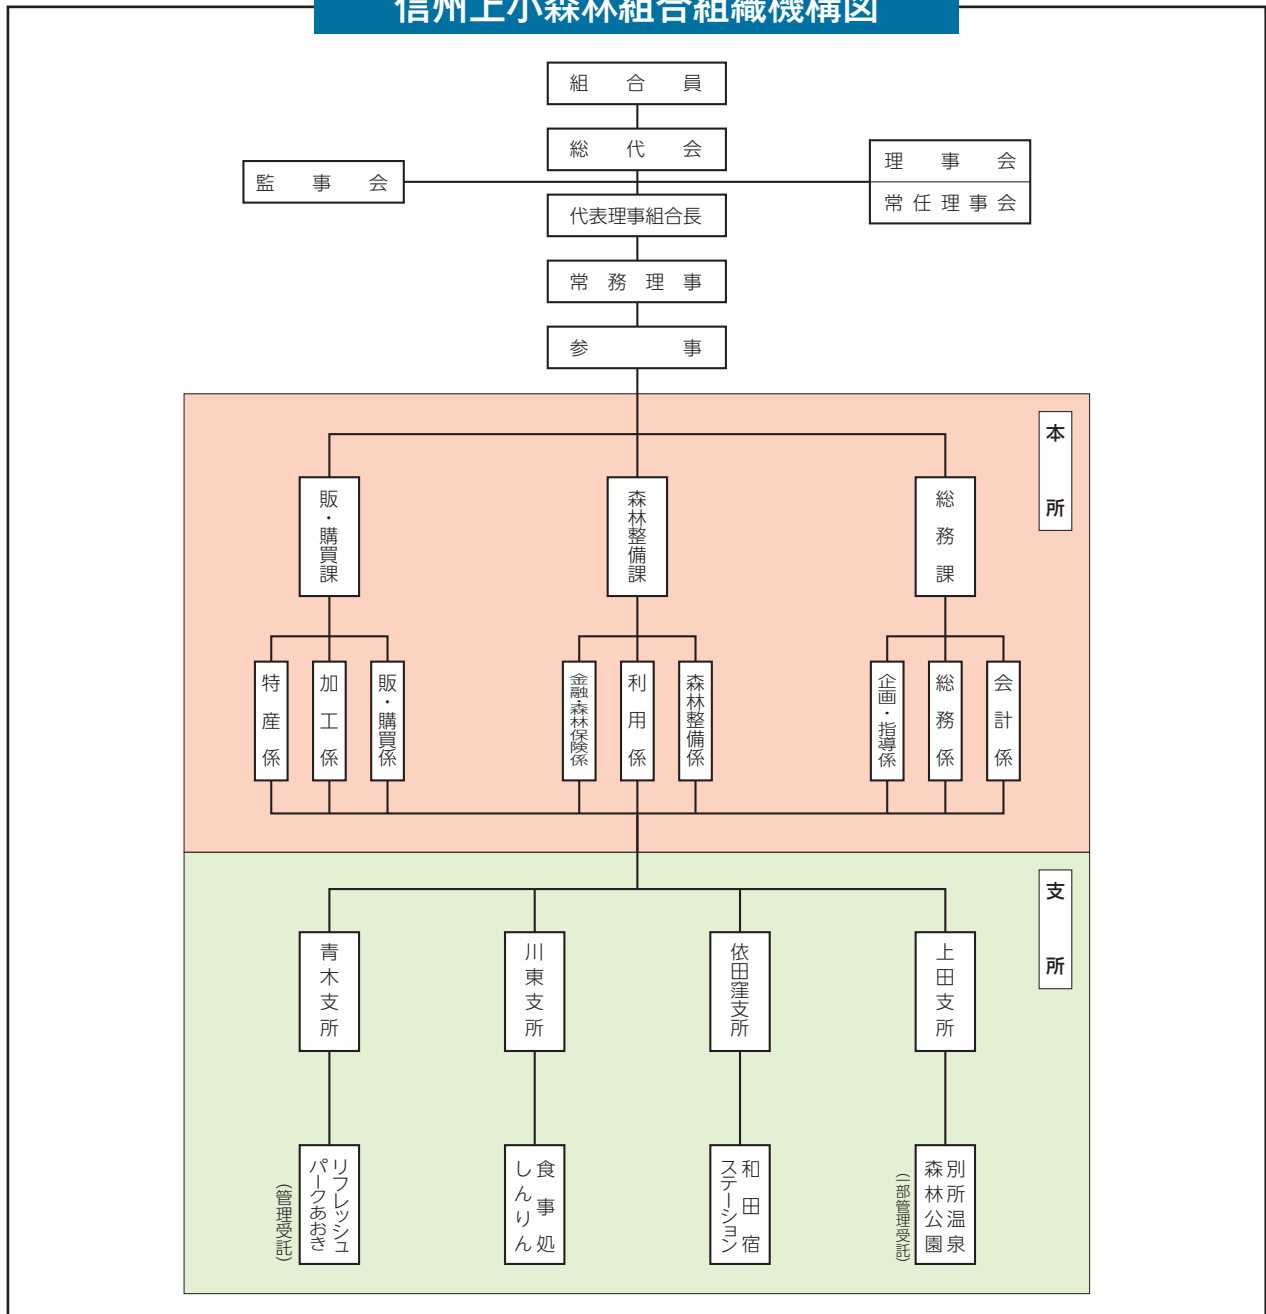 信州上小森林組合組織機構図
組合員
総代会
監事会
理事会
常任理事会
代表理事組合長
常務理事
参事
本所
総務課
森林整備課
販・購買課
会計係
総務係
企画・指導係
森林整備係
利用係
金融・森林保険係
販・購買係
加工係
特産係
支所
上田支所
依田窪支所
川東支所
青木支所
別所温泉
森林公園
(一部管理受託)
和田宿
ステーション
食事処
しんりん
リフレッシュ
パークあおき
(管理受託)